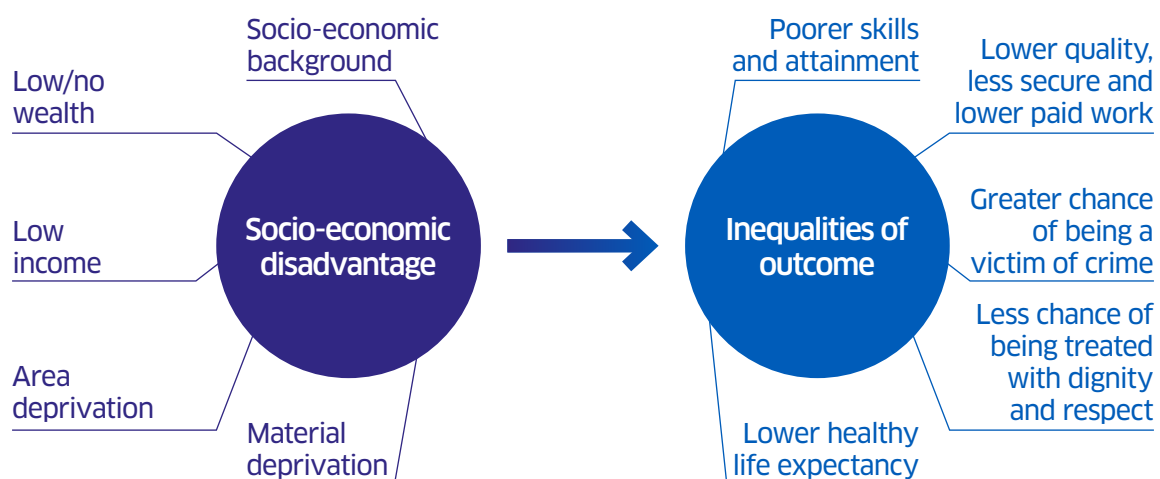 Socio-economic
background
Low/no
wealth
Low
income
Area
deprivation
Material
deprivation
Socio-economic
disadvantage
Inequalities of
outcome
Poorer skills
and attainment
Lower quality,
less secure and
lower paid work
Greater chance
of being a
victim of crime
Less chance of
being treated
with dignity
and respect
Lower healthy
life expectancy